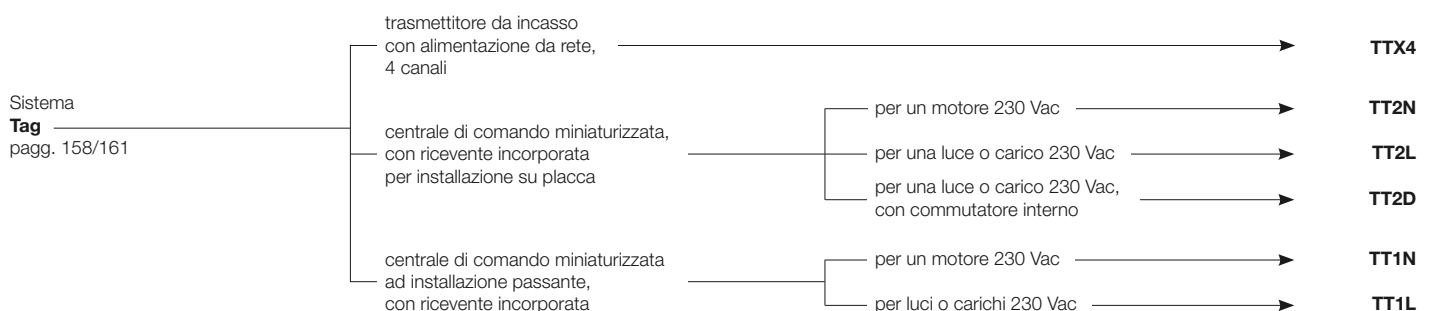 trasmettitore da incasso
con alimentazione da rete,
4 canali
TTX4
Sistema
Tag
pagg. 158/161
centrale di comando miniaturizzata,
con ricevente incorporata
per installazione su placca
per un motore 230 Vac
TT2N
per una luce o carico 230 Vac
TT2L
per una luce o carico 230 Vac,
con commutatore interno
TT2D
centrale di comando miniaturizzata
ad installazione passante,
con ricevente incorporata
per un motore 230 Vac
TT1N
per luci o carichi 230 Vac
TT1L